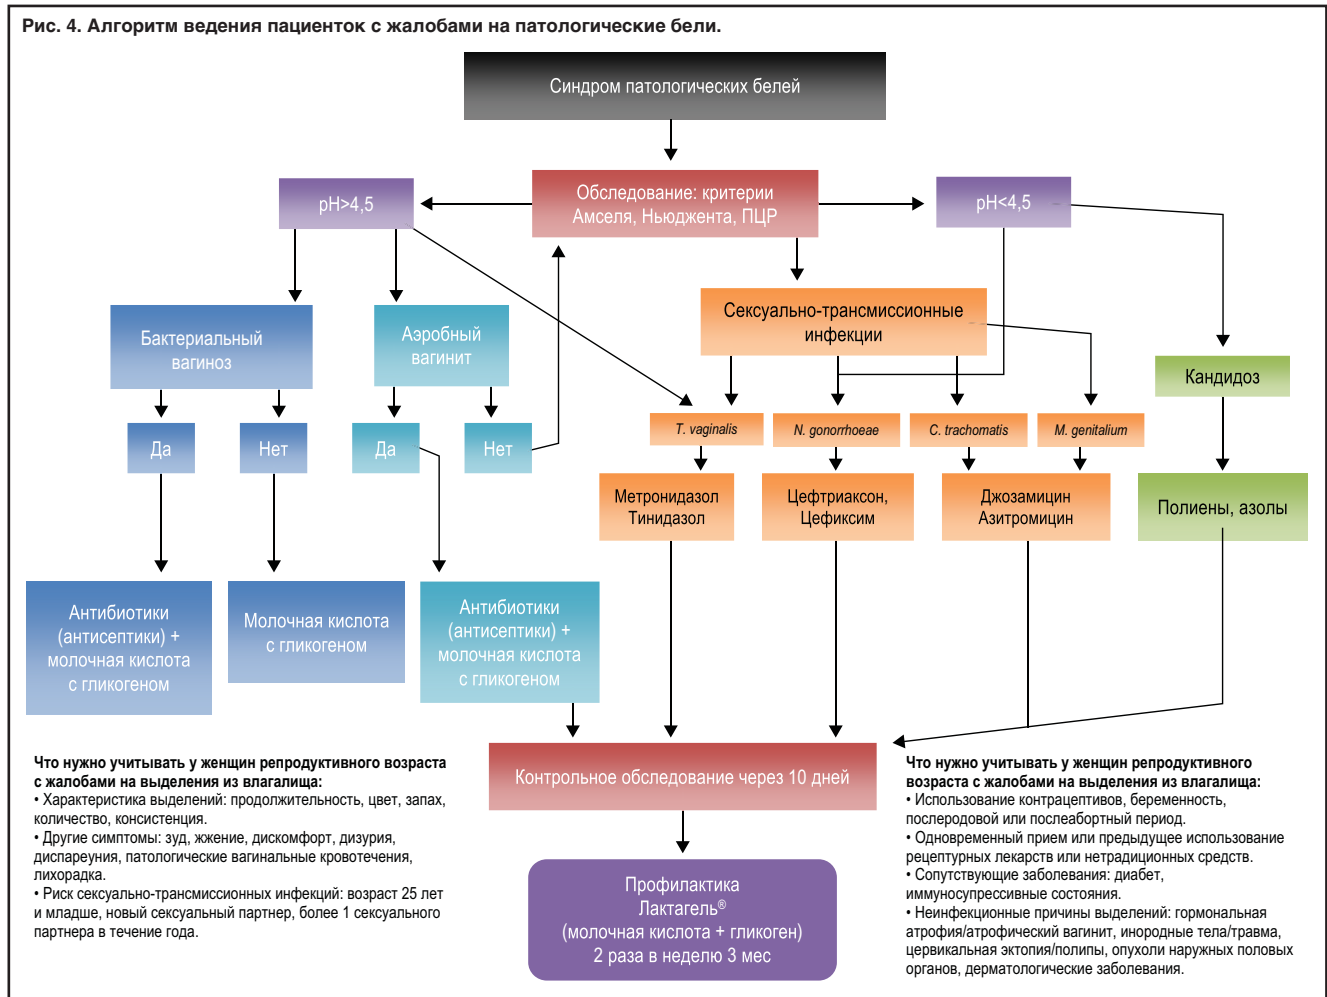 Рис. 4. Алгоритм ведения пациенток с жалобами на патологические бели.
Синдром патологических белей
pH>4,5
Обследование: критерии
Амселя, Ньюджента, ПЦР
pH<4,5
Бактериальный
вагиноз
Аэробный
вагинит
Сексуально-трансмиссионные
инфекции
Кандидоз
Да
Нет
Да
Нет
T. vaginalis
N. gonorrhoeae
C. trachomatis
M. genitalium
Метронидазол
Тинидазол
Цефтриаксон,
Цефиксим
Джозамицин
Азитромицин
Полиены, азолы
Антибиотики
(антисептики) +
молочная кислота
с гликогеном
Молочная кислота
с гликогеном
Антибиотики
(антисептики) +
молочная кислота
с гликогеном
Контрольное обследование через 10 дней
Профилактика
Лактагель®
(молочная кислота + гликоген)
2 раза в неделю 3 мес
Что нужно учитывать у женщин репродуктивного возраста
с жалобами на выделения из влагалища:
• Характеристика выделений: продолжительность, цвет, запах,
количество, консистенция.
• Другие симптомы: зуд, жжение, дискомфорт, дизурия,
диспареуния, патологические вагинальные кровотечения,
лихорадка.
• Риск сексуально-трансмиссионных инфекций: возраст 25 лет
и младше, новый сексуальный партнер, более 1 сексуального
партнера в течение года.
Что нужно учитывать у женщин репродуктивного
возраста с жалобами на выделения из влагалища:
• Использование контрацептивов, беременность,
послеродовой или послеабортный период.
• Одновременный прием или предыдущее использование
рецептурных лекарств или нетрадиционных средств.
• Сопутствующие заболевания: диабет,
иммуносупрессивные состояния.
• Неинфекционные причины выделений: гормональная
атрофия/атрофический вагинит, инородные тела/травма,
цервикальная эктопия/полипы, опухоли наружных половых
органов, дерматологические заболевания.